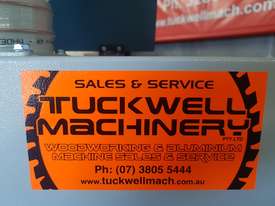 SALES & SERVICE
TUCKWELL
MACHINERY
PTY LTD
WOODWORKING & ALUMINIUM
MACHINE SALES & SERVICE
Ph: (07) 3805 5444
www.tuckwellmach.com.au